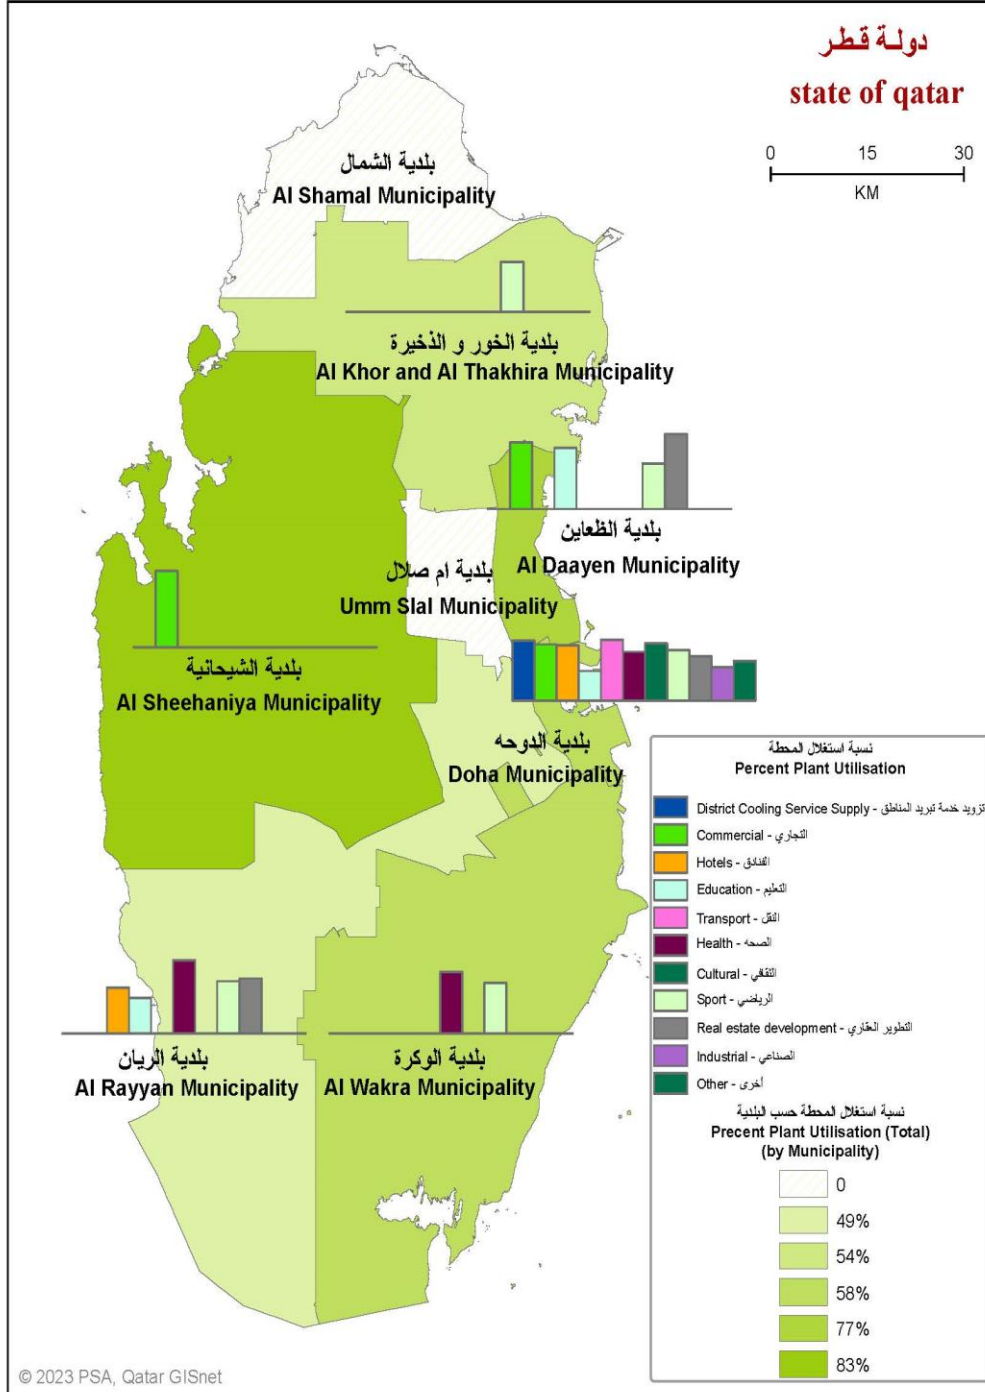 دولة قطر
state of qatar
0 15 30
KM
بلدية الشمال
Al Shamal Municipality
بلدية الخور و الذخيرة
Al Khor and Al Thakhira Municipality
بلدية الظعاين
Al Daayen Municipality
بلدية ام صلال
Umm Slal Municipality
بلدية الشيحانية
Al Sheehaniya Municipality
بلدية الدوحه
Doha Municipality
بلدية الريان
Al Rayyan Municipality
بلدية الوكرة
Al Wakra Municipality
نسبة استغلال المحطة
Percent Plant Utilisation
District Cooling Service Supply - تزويد خدمة تبريد المناطق
Commercial - التجاري
Hotels - الفنادق
Education - التعليم
Transport - النقل
Health - الصحه
Cultural - الثقافي
Sport - الرياضي
Real estate development - التطوير العقاري
Industrial - الصناعي
Other - أخرى
نسبة استغلال المحطة حسب البلدية
Precent Plant Utilisation (Total)
(by Municipality)
0
49%
54%
58%
77%
83%
© 2023 PSA, Qatar GISnet